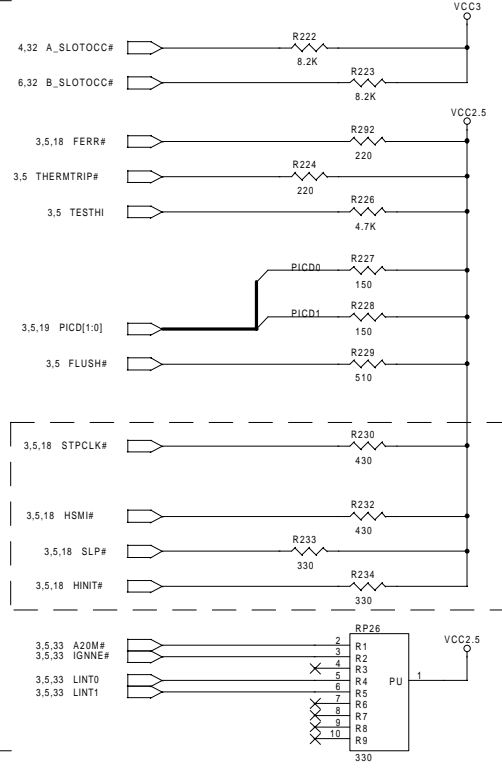 VCC3
4,32 A_SLOTOCC#
R222
8.2K
6,32 B_SLOTOCC#
R223
8.2K
VCC2.5
3,5,18 FERR#
R292
220
3,5 THERMTRIP#
R224
220
3,5 TESTHI
R226
4.7K
PICD0
R227
150
3,5,19 PICD[1:0]
PICD1
R228
150
3,5 FLUSH#
R229
510
3,5,18 STPCLK#
R230
430
3,5,18 HSMI#
R232
430
3,5,18 SLP#
R233
330
3,5,18 HINIT#
R234
330
RP26
VCC2.5
3,5,33 A20M# 2 R1
3,5,33 IGNNE# 3 R2
4 R3
3,5,33 LINT0 5 R4 PU 1
3,5,33 LINT1 6 R5
7 R6
8 R7
9 R8
10 R9
330